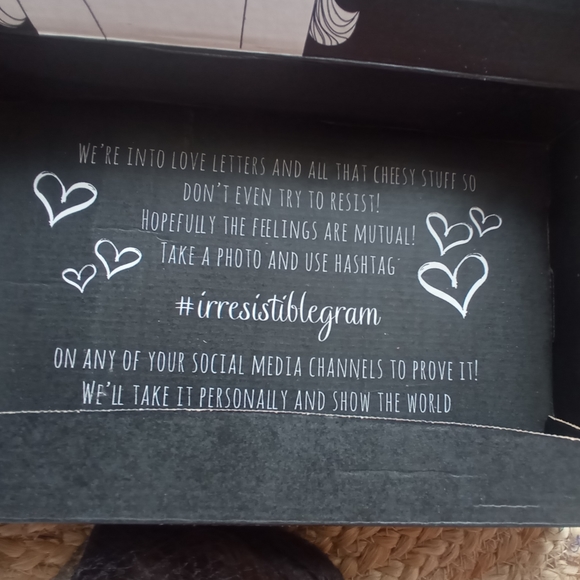 We're into love letters and all that cheesy stuff so
don't even try to resist!
Hopefully the feelings are mutual!
Take a photo and use hashtag
#irresistiblegram
on any of your social media channels to prove it!
We'll take it personally and show the world